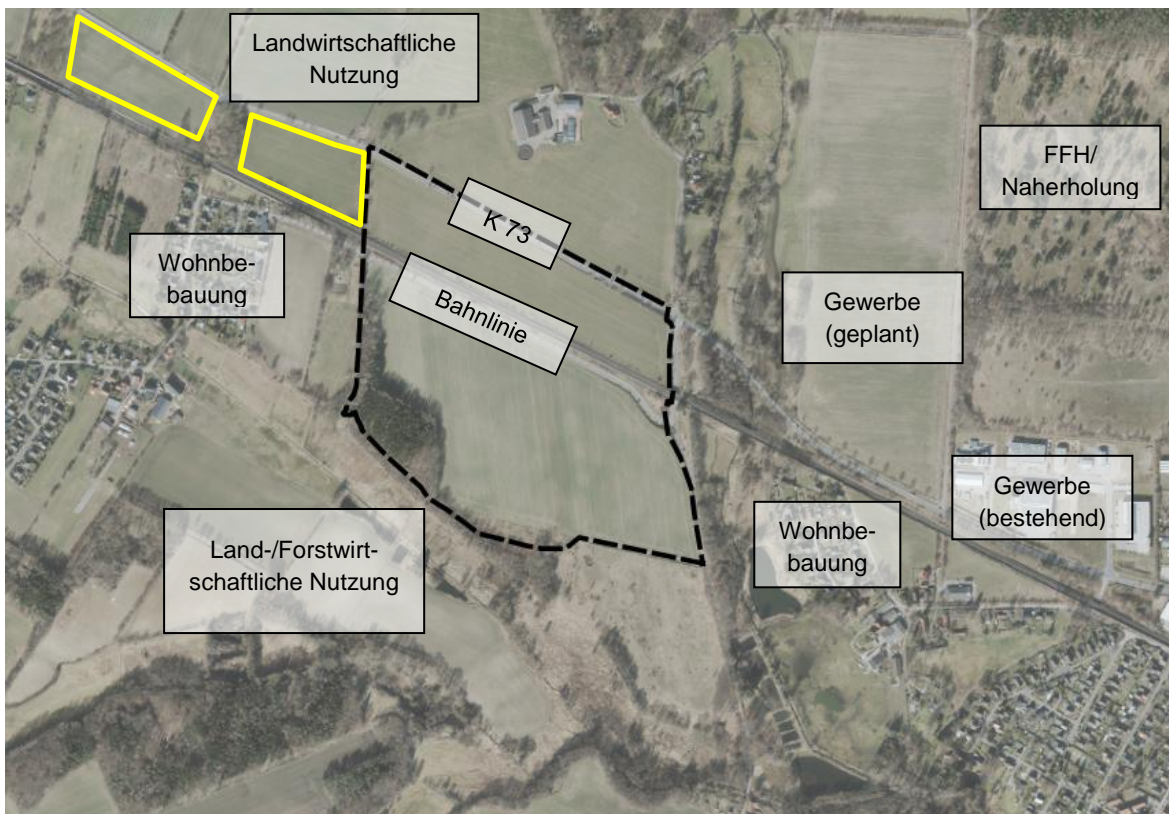 Landwirtschaftliche
Nutzung
FFH/
Naherholung
K 73
Wohnbe-
bauung
Bahnlinie
Gewerbe
(geplant)
Gewerbe
(bestehend)
Wohnbe-
bauung
Land-/Forstwirt-
schaftliche Nutzung